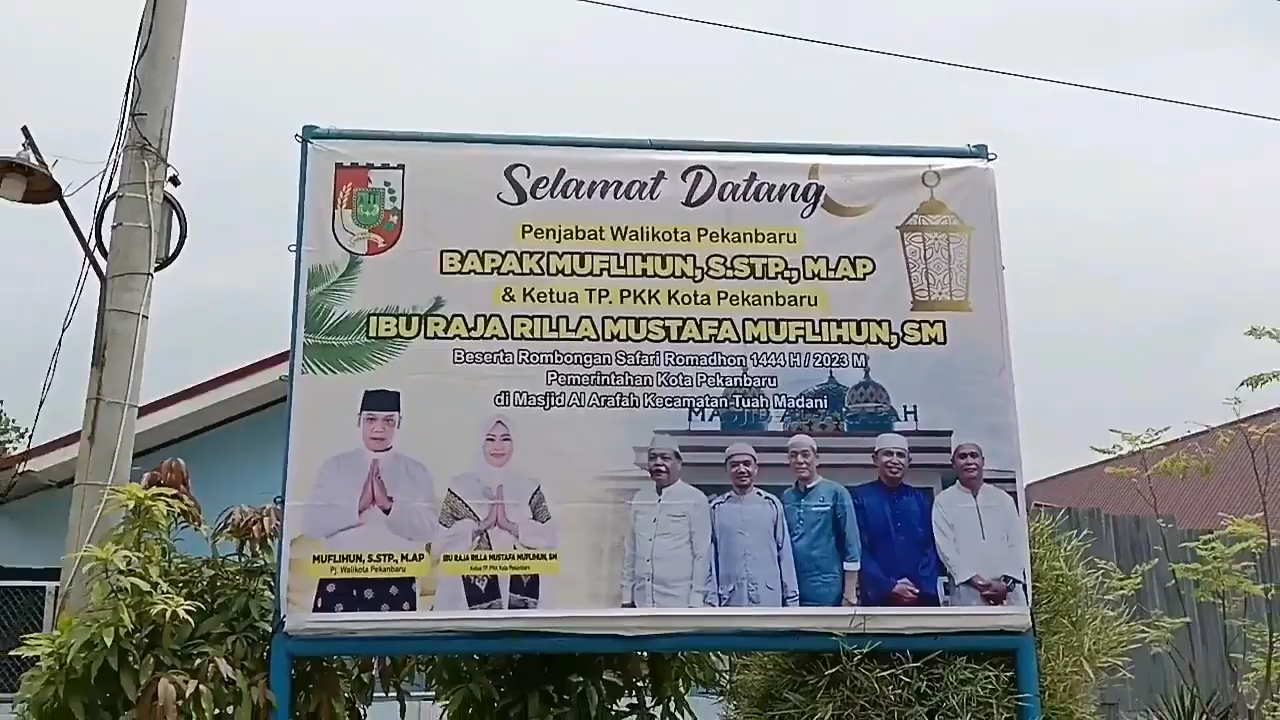 Selamat Datang
Penjabat Walikota Pekanbaru
BAPAK MUFLIHUN, S.STP., M.AP
& Ketua TP. PKK Kota Pekanbaru
IBU RAJA RILLA MUSTAFA MUFLIHUN, SM
Beserta Rombongan Safari Romadhon 1444 H / 2023 M
Pemerintahan Kota Pekanbaru
di Masjid Al Arafah Kecamatan Tuah Madani
MUFLIHUN, S.STP, M.AP
Pj. Walikota Pekanbaru
IBU RAJA RILLA MUSTAFA MUFLIHUN, SM
Ketua TP. PKK Kota Pekanbaru